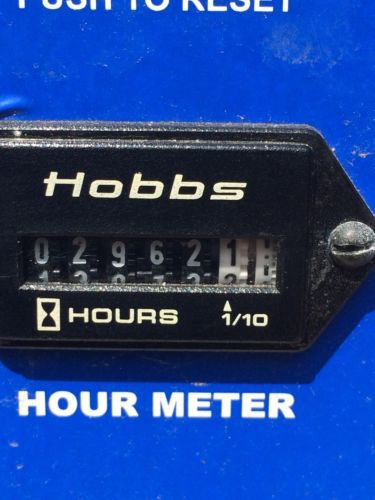 PUSH TO RESET
Hobbs
0 2 9 6 2 1
HOURS 1/10
HOUR METER